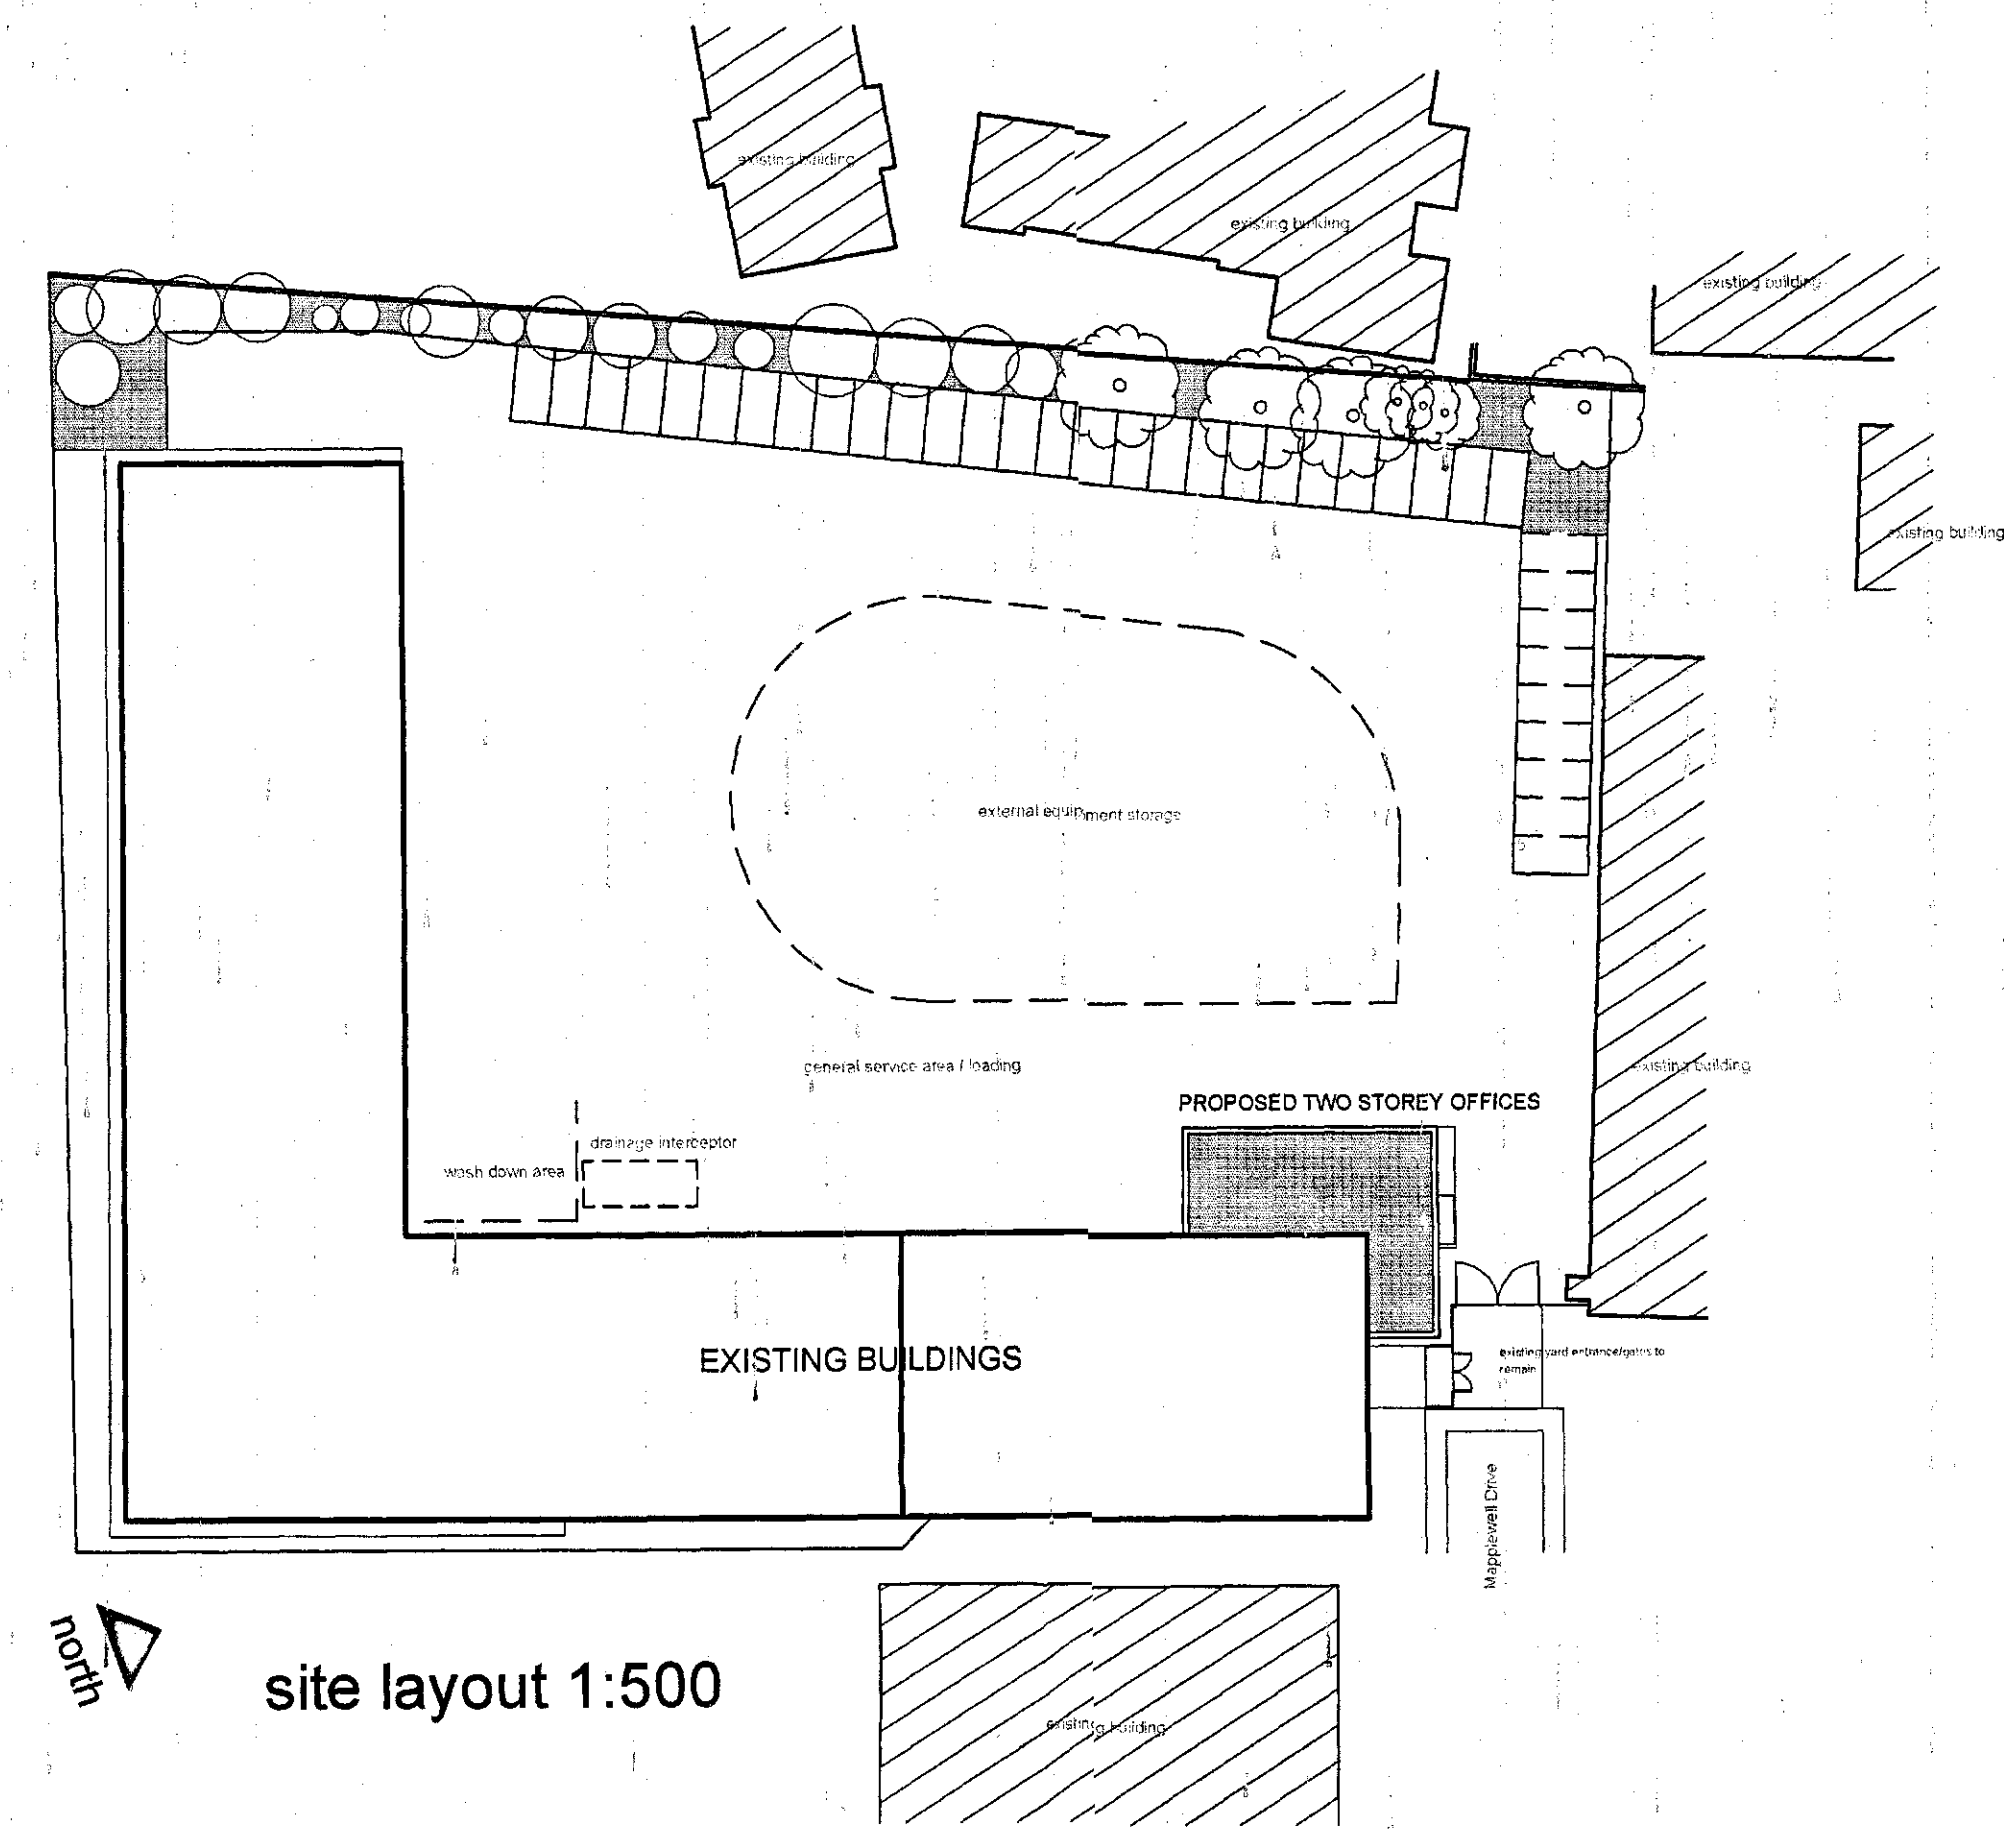 existing building
existing building
existing building
existing building
external equipment storage
general service area / loading
existing building
PROPOSED TWO STOREY OFFICES
drainage interceptor
wash down area
EXISTING BUILDINGS
existing yard entrance/gates to
remain
Mapplewell Drive
north
site layout 1:500
existing building